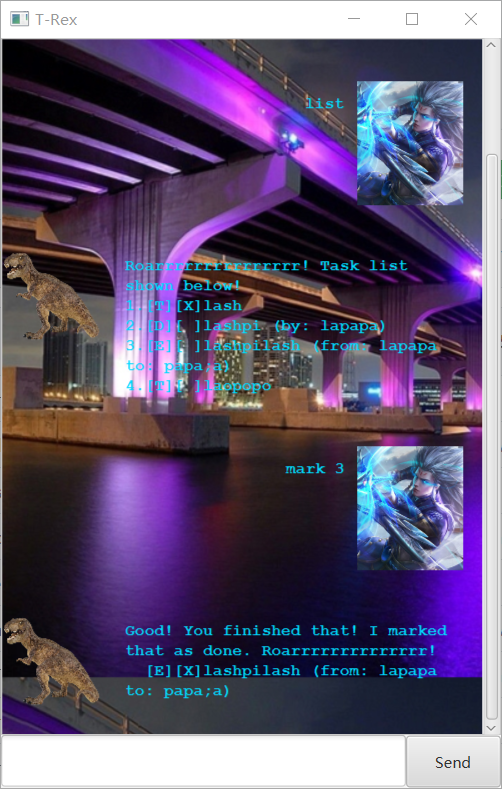 T-Rex
list
Roarrrrrrrrrrrrrr! Task list
shown below!
1.[T][X]lash
2.[D][ ]lashpi (by: lapapa)
3.[E][ ]lashpilash (from: lapapa
to: papa;a)
4.[T][ ]laopopo
mark 3
Good! You finished that! I marked
that as done. Roarrrrrrrrrrrrrr!
[E][X]lashpilash (from: lapapa
to: papa;a)
Send